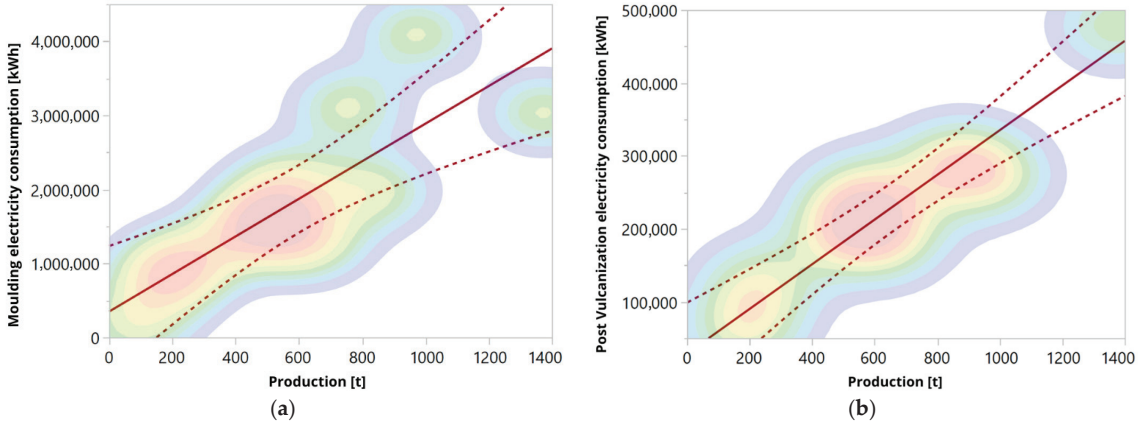 Moulding electricity consumption [kWh]
4,000,000
3,000,000
2,000,000
1,000,000
0
0 200 400 600 800 1000 1200 1400
Production [t]
(a)
Post Vulcanization electricity consumption [kWh]
500,000
400,000
300,000
200,000
100,000
0 200 400 600 800 1000 1200 1400
Production [t]
(b)